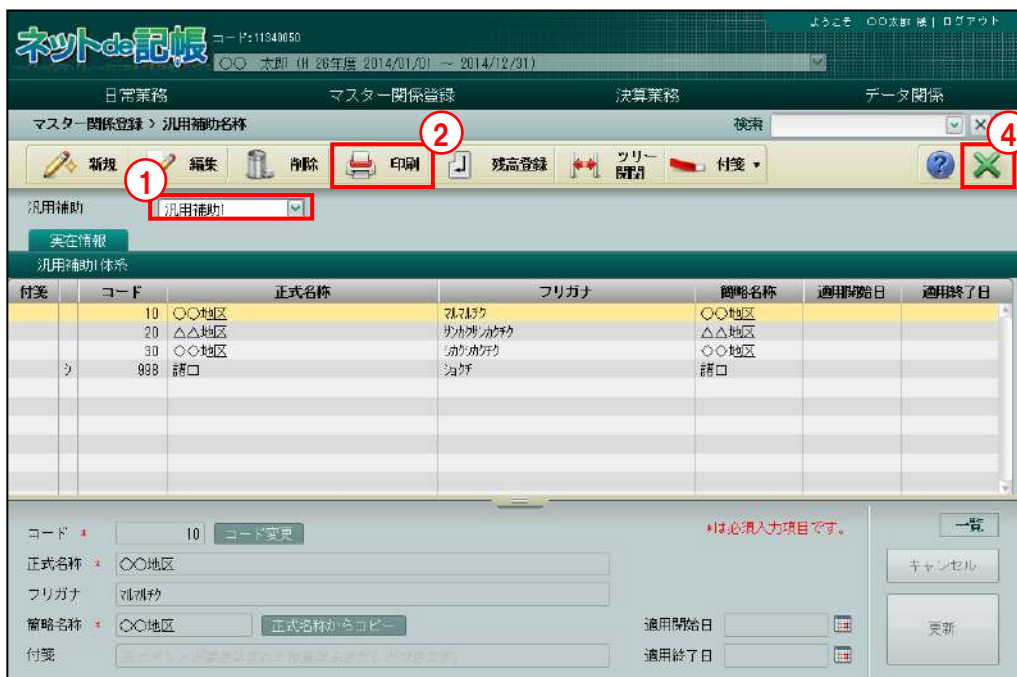 ようこそ 〇〇太郎 様 | ログアウト
ネットde記帳 コード:11340050
〇〇 太郎 (H 26年度 2014/01/01 ～ 2014/12/31)
日常業務 マスター関係登録 決算業務 データ関係
マスター関係登録 > 汎用補助名称 検索
② ④
新規 編集 削除 印刷 残高登録 ツリー開閉 付箋
①
汎用補助 汎用補助1
実在情報
汎用補助1体系
付箋 コード 正式名称 フリガナ 簡略名称 適用開始日 適用終了日
10 〇〇地区 マルマルチク 〇〇地区
20 △△地区 サンカクサンカクチク △△地区
30 ◇◇地区 シカクシカクチク ◇◇地区
シ 998 諸口 ショクチ 諸口
コード * 10 コード変更 *は必須入力項目です。 一覧
正式名称 * 〇〇地区 キャンセル
フリガナ マルマルチク
簡略名称 * 〇〇地区 正式名称からコピー 適用開始日 更新
付箋 適用終了日